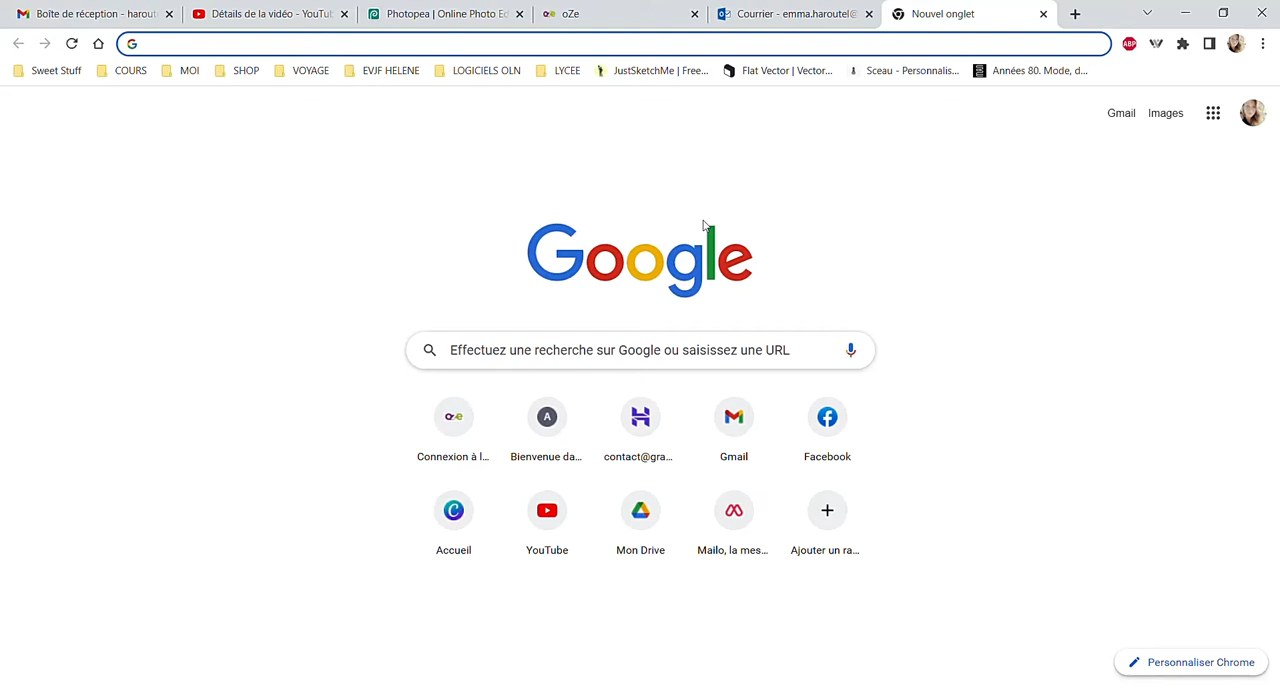 Boîte de réception - harout
Détails de la vidéo - YouTub
Photopea | Online Photo Ed
oZe
Courrier - emma.haroutel@
Nouvel onglet
G
ABP
Sweet Stuff
COURS
MOI
SHOP
VOYAGE
EVJF HELENE
LOGICIELS OLN
LYCEE
JustSketchMe | Free...
Flat Vector | Vector...
Sceau - Personnalis...
Années 80. Mode, d...
Gmail
Images
Google
Effectuez une recherche sur Google ou saisissez une URL
Connexion à l...
A
Bienvenue da...
contact@gra...
Gmail
Facebook
Accueil
YouTube
Mon Drive
Mailo, la mes...
Ajouter un ra...
Personnaliser Chrome